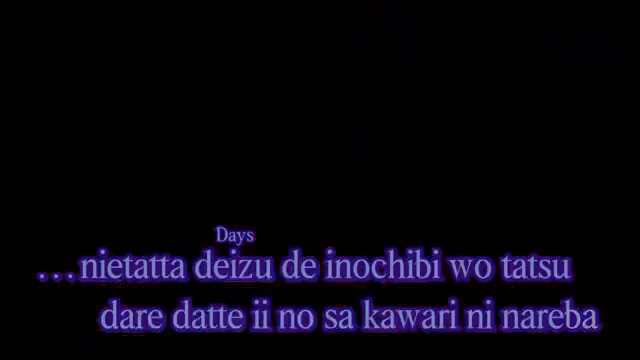 Days
...nietatta deizu de inochibi wo tatsu
dare datte ii no sa kawari ni nareba